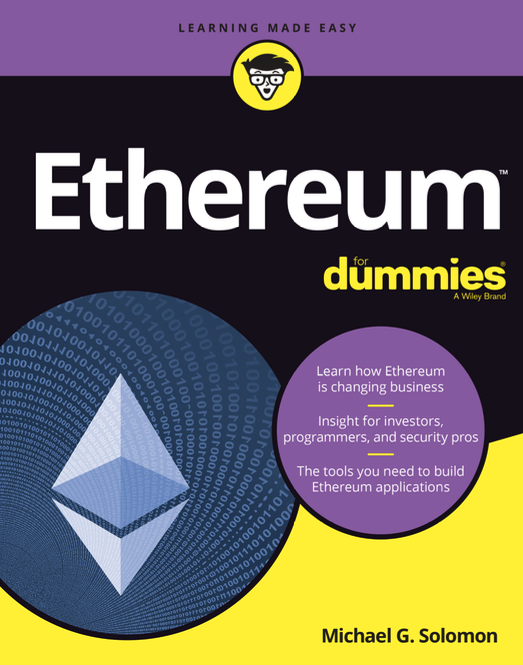 LEARNING MADE EASY
Ethereum™
for
dummies®
A Wiley Brand
Learn how Ethereum
is changing business
Insight for investors,
programmers, and security pros
The tools you need to build
Ethereum applications
Michael G. Solomon